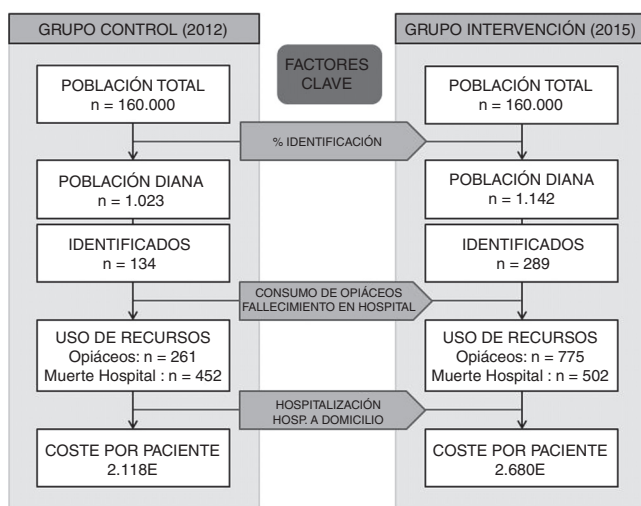 GRUPO CONTROL (2012)
POBLACIÓN TOTAL
n = 160.000
POBLACIÓN DIANA
n = 1.023
IDENTIFICADOS
n = 134
USO DE RECURSOS
Opiáceos: n = 261
Muerte Hospital : n = 452
COSTE POR PACIENTE
2.118E
FACTORES
CLAVE
% IDENTIFICACIÓN
CONSUMO DE OPIÁCEOS
FALLECIMIENTO EN HOSPITAL
HOSPITALIZACIÓN
HOSP. A DOMICILIO
GRUPO INTERVENCIÓN (2015)
POBLACIÓN TOTAL
n = 160.000
POBLACIÓN DIANA
n = 1.142
IDENTIFICADOS
n = 289
USO DE RECURSOS
Opiáceos: n = 775
Muerte Hospital : n = 502
COSTE POR PACIENTE
2.680E